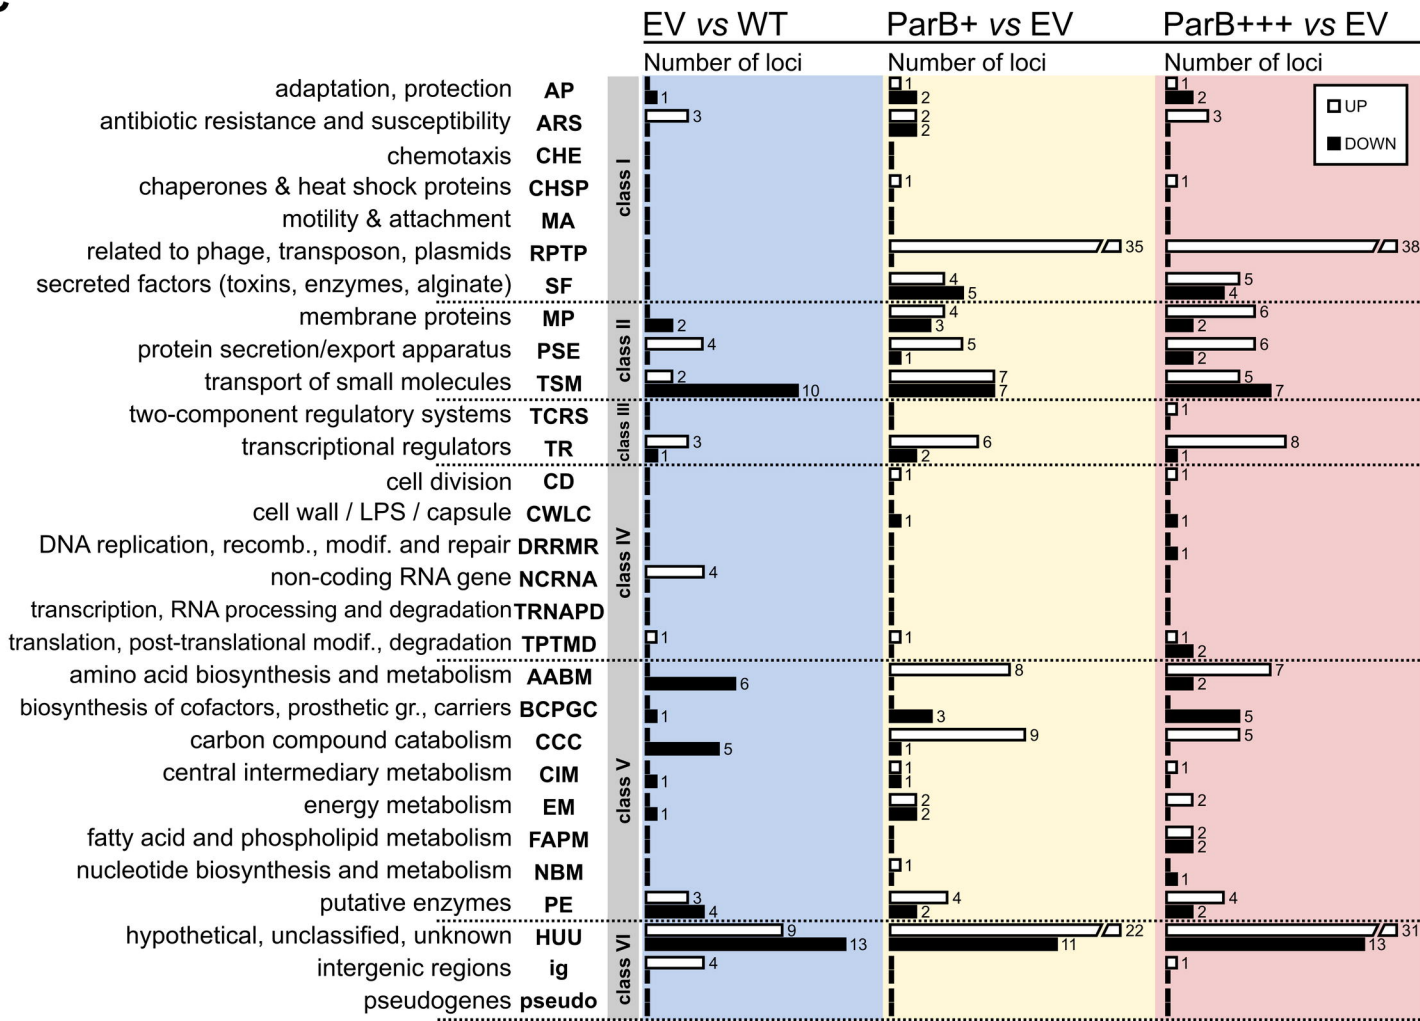 EV vs WT ParB+ vs EV ParB+++ vs EV
Number of loci Number of loci Number of loci
UP
DOWN
class I
adaptation, protection AP 1 1 2 1 2
antibiotic resistance and susceptibility ARS 3 2 2 3
chemotaxis CHE
chaperones & heat shock proteins CHSP 1 1
motility & attachment MA
related to phage, transposon, plasmids RPTP 35 38
secreted factors (toxins, enzymes, alginate) SF 4 5 5 4
class II
membrane proteins MP 2 4 3 6 2
protein secretion/export apparatus PSE 4 5 1 6 2
transport of small molecules TSM 2 10 7 7 5 7
class III
two-component regulatory systems TCRS 1
transcriptional regulators TR 3 1 6 2 8 1
class IV
cell division CD 1 1
cell wall / LPS / capsule CWLC 1 1
DNA replication, recomb., modif. and repair DRRMR 1
non-coding RNA gene NCRNA 4
transcription, RNA processing and degradation TRNAPD
translation, post-translational modif., degradation TPTMD 1 1 1 2
class V
amino acid biosynthesis and metabolism AABM 6 8 7 2
biosynthesis of cofactors, prosthetic gr., carriers BCPGC 1 3 5
carbon compound catabolism CCC 5 9 1 5
central intermediary metabolism CIM 1 1 1 1
energy metabolism EM 1 2 2 2
fatty acid and phospholipid metabolism FAPM 2 2
nucleotide biosynthesis and metabolism NBM 1 1
putative enzymes PE 3 4 4 2 4 2
class VI
hypothetical, unclassified, unknown HUU 9 13 22 11 31 13
intergenic regions ig 4 1
pseudogenes pseudo